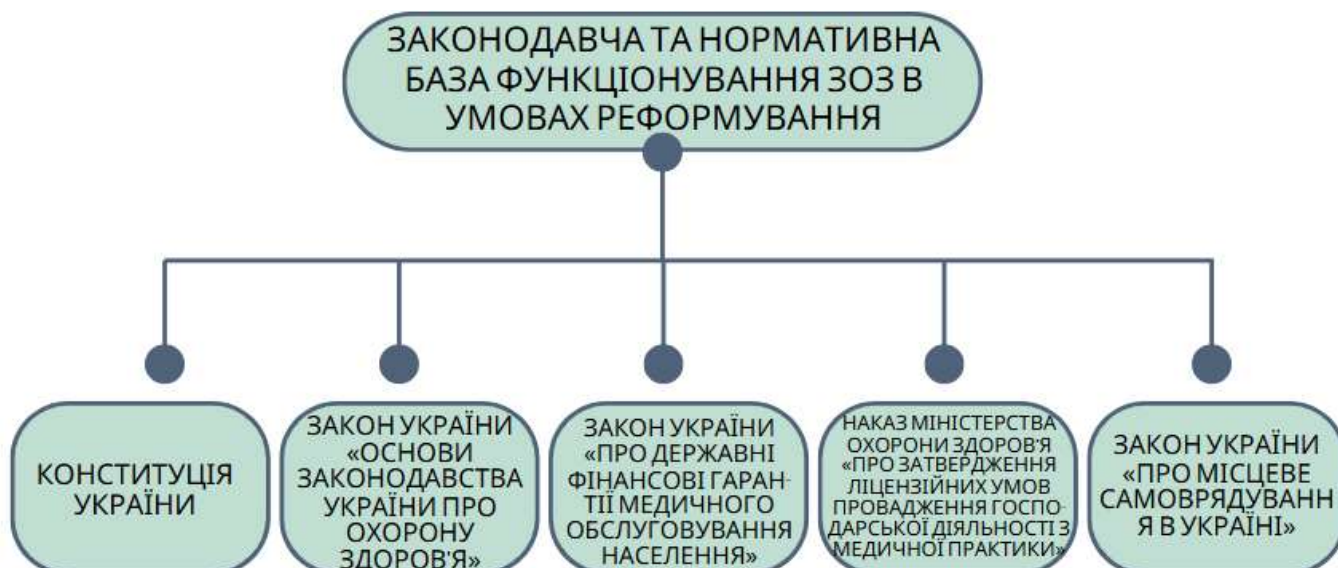 ЗАКОНОДАВЧА ТА НОРМАТИВНА
БАЗА ФУНКЦІОНУВАННЯ ЗОЗ В
УМОВАХ РЕФОРМУВАННЯ
КОНСТИТУЦІЯ
УКРАЇНИ
ЗАКОН УКРАЇНИ
«ОСНОВИ
ЗАКОНОДАВСТВА
УКРАЇНИ ПРО
ОХОРОНУ
ЗДОРОВ'Я»
ЗАКОН УКРАЇНИ
«ПРО ДЕРЖАВНІ
ФІНАНСОВІ ГАРАН-
ТІЇ МЕДИЧНОГО
ОБСЛУГОВУВАННЯ
НАСЕЛЕННЯ»
НАКАЗ МІНІСТЕРСТВА
ОХОРОНИ ЗДОРОВ'Я
«ПРО ЗАТВЕРДЖЕННЯ
ЛІЦЕНЗІЙНИХ УМОВ
ПРОВАДЖЕННЯ ГОСПО-
ДАРСЬКОЇ ДІЯЛЬНОСТІ З
МЕДИЧНОЇ ПРАКТИКИ»
ЗАКОН УКРАЇНИ
«ПРО МІСЦЕВЕ
САМОВРЯДУВАНН
Я В УКРАЇНІ»